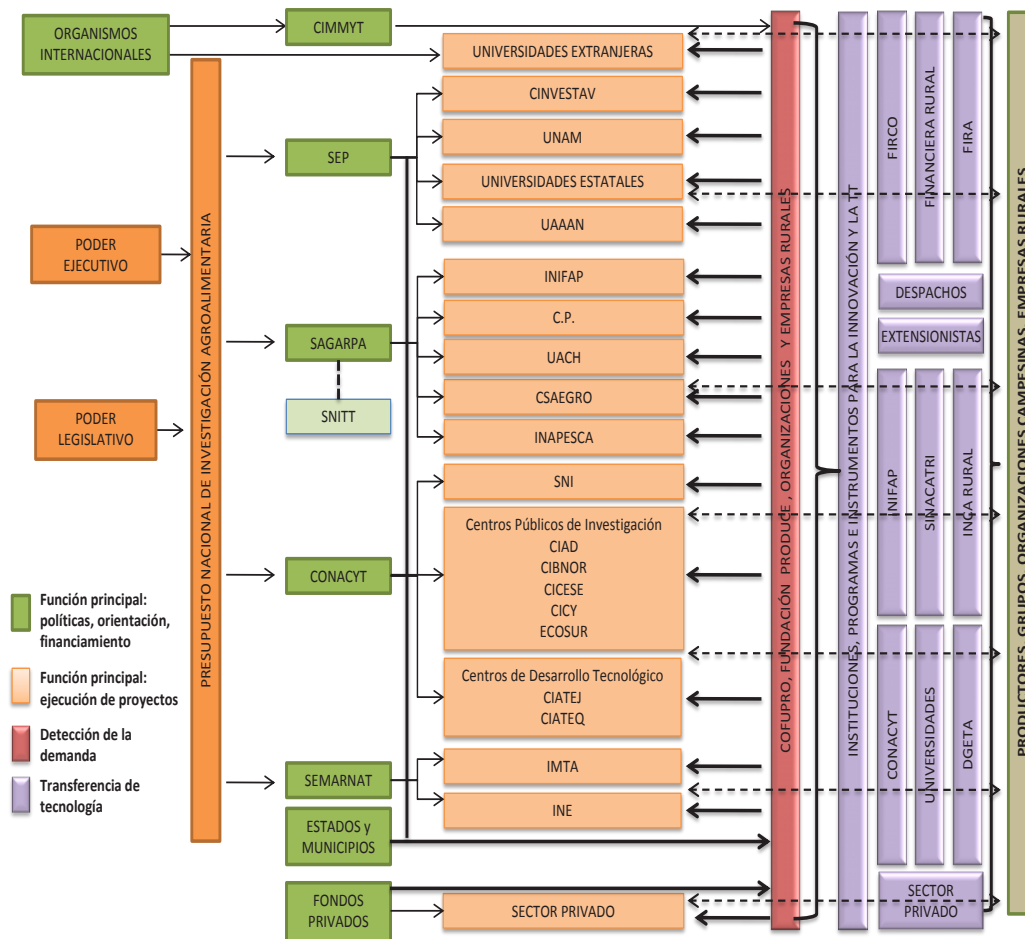 ORGANISMOS
INTERNACIONALES
CIMMYT
UNIVERSIDADES EXTRANJERAS
CINVESTAV
UNAM
SEP
UNIVERSIDADES ESTATALES
UAAAN
PODER
EJECUTIVO
INIFAP
C.P.
SAGARPA
UACH
CSAEGRO
SNITT
PODER
LEGISLATIVO
INAPESCA
SNI
Centros Públicos de Investigación
CIAD
CIBNOR
CICESE
CICY
ECOSUR
CONACYT
Centros de Desarrollo Tecnológico
CIATEJ
CIATEQ
SEMARNAT
IMTA
INE
ESTADOS y
MUNICIPIOS
FONDOS
PRIVADOS
SECTOR PRIVADO
PRESUPUESTO NACIONAL DE INVESTIGACIÓN AGROALIMENTARIA
COFUPRO, FUNDACIÓN PRODUCE , ORGANIZACIONES Y EMPRESAS RURALES
INSTITUCIONES, PROGRAMAS E INSTRUMENTOS PARA LA INNOVACIÓN Y LA T.T
FIRCO
FINANCIERA RURAL
FIRA
DESPACHOS
EXTENSIONISTAS
INIFAP
SINACATRI
INCA RURAL
CONACYT
UNIVERSIDADES
DGETA
SECTOR
PRIVADO
PRODUCTORES, GRUPOS, ORGANIZACIONES CAMPESINAS, EMPRESAS RURALES
Función principal:
políticas, orientación,
financiamiento
Función principal:
ejecución de proyectos
Detección de la
demanda
Transferencia de
tecnología